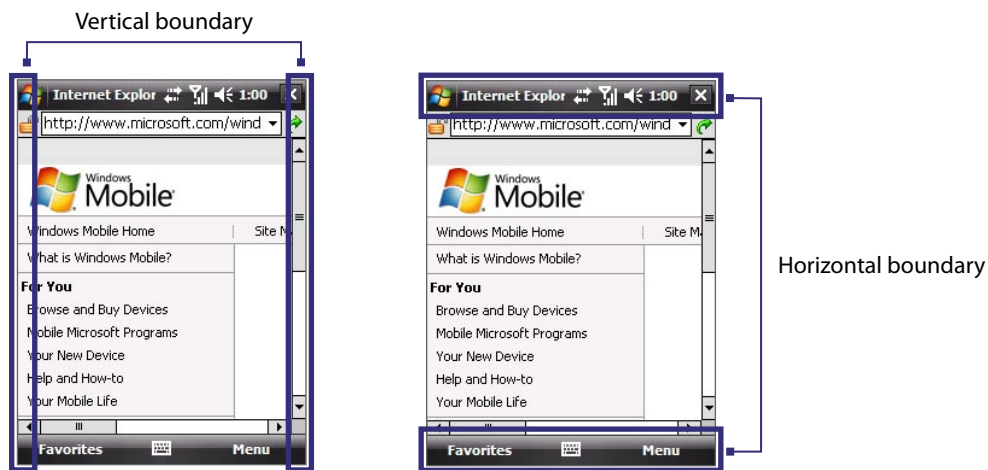 Vertical boundary
Internet Explor 1:00
http://www.microsoft.com/wind
Windows
Mobile
Windows Mobile Home | Site M
What is Windows Mobile?
For You
Browse and Buy Devices
Mobile Microsoft Programs
Your New Device
Help and How-to
Your Mobile Life
Favorites Menu
Internet Explor 1:00
http://www.microsoft.com/wind
Windows
Mobile
Windows Mobile Home | Site M
What is Windows Mobile?
For You
Browse and Buy Devices
Mobile Microsoft Programs
Your New Device
Help and How-to
Your Mobile Life
Favorites Menu
Horizontal boundary